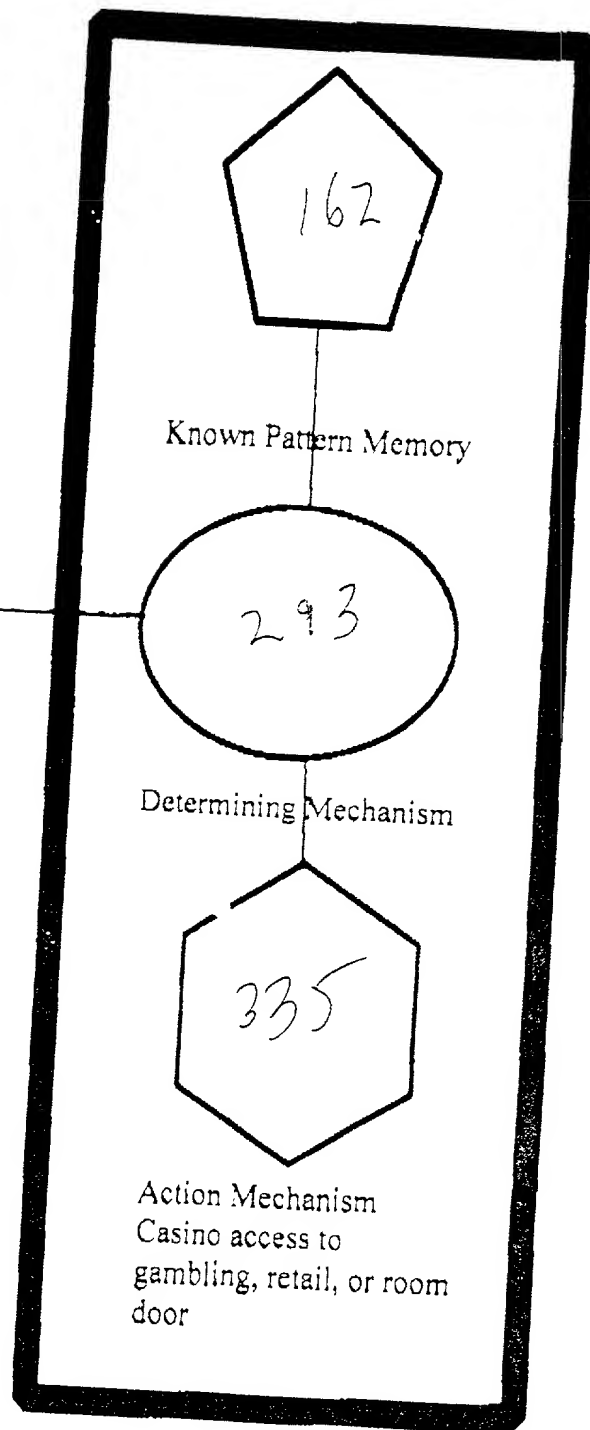 162
Known Pattern Memory
293
Determining Mechanism
335
Action Mechanism
Casino access to
gambling, retail, or room
door